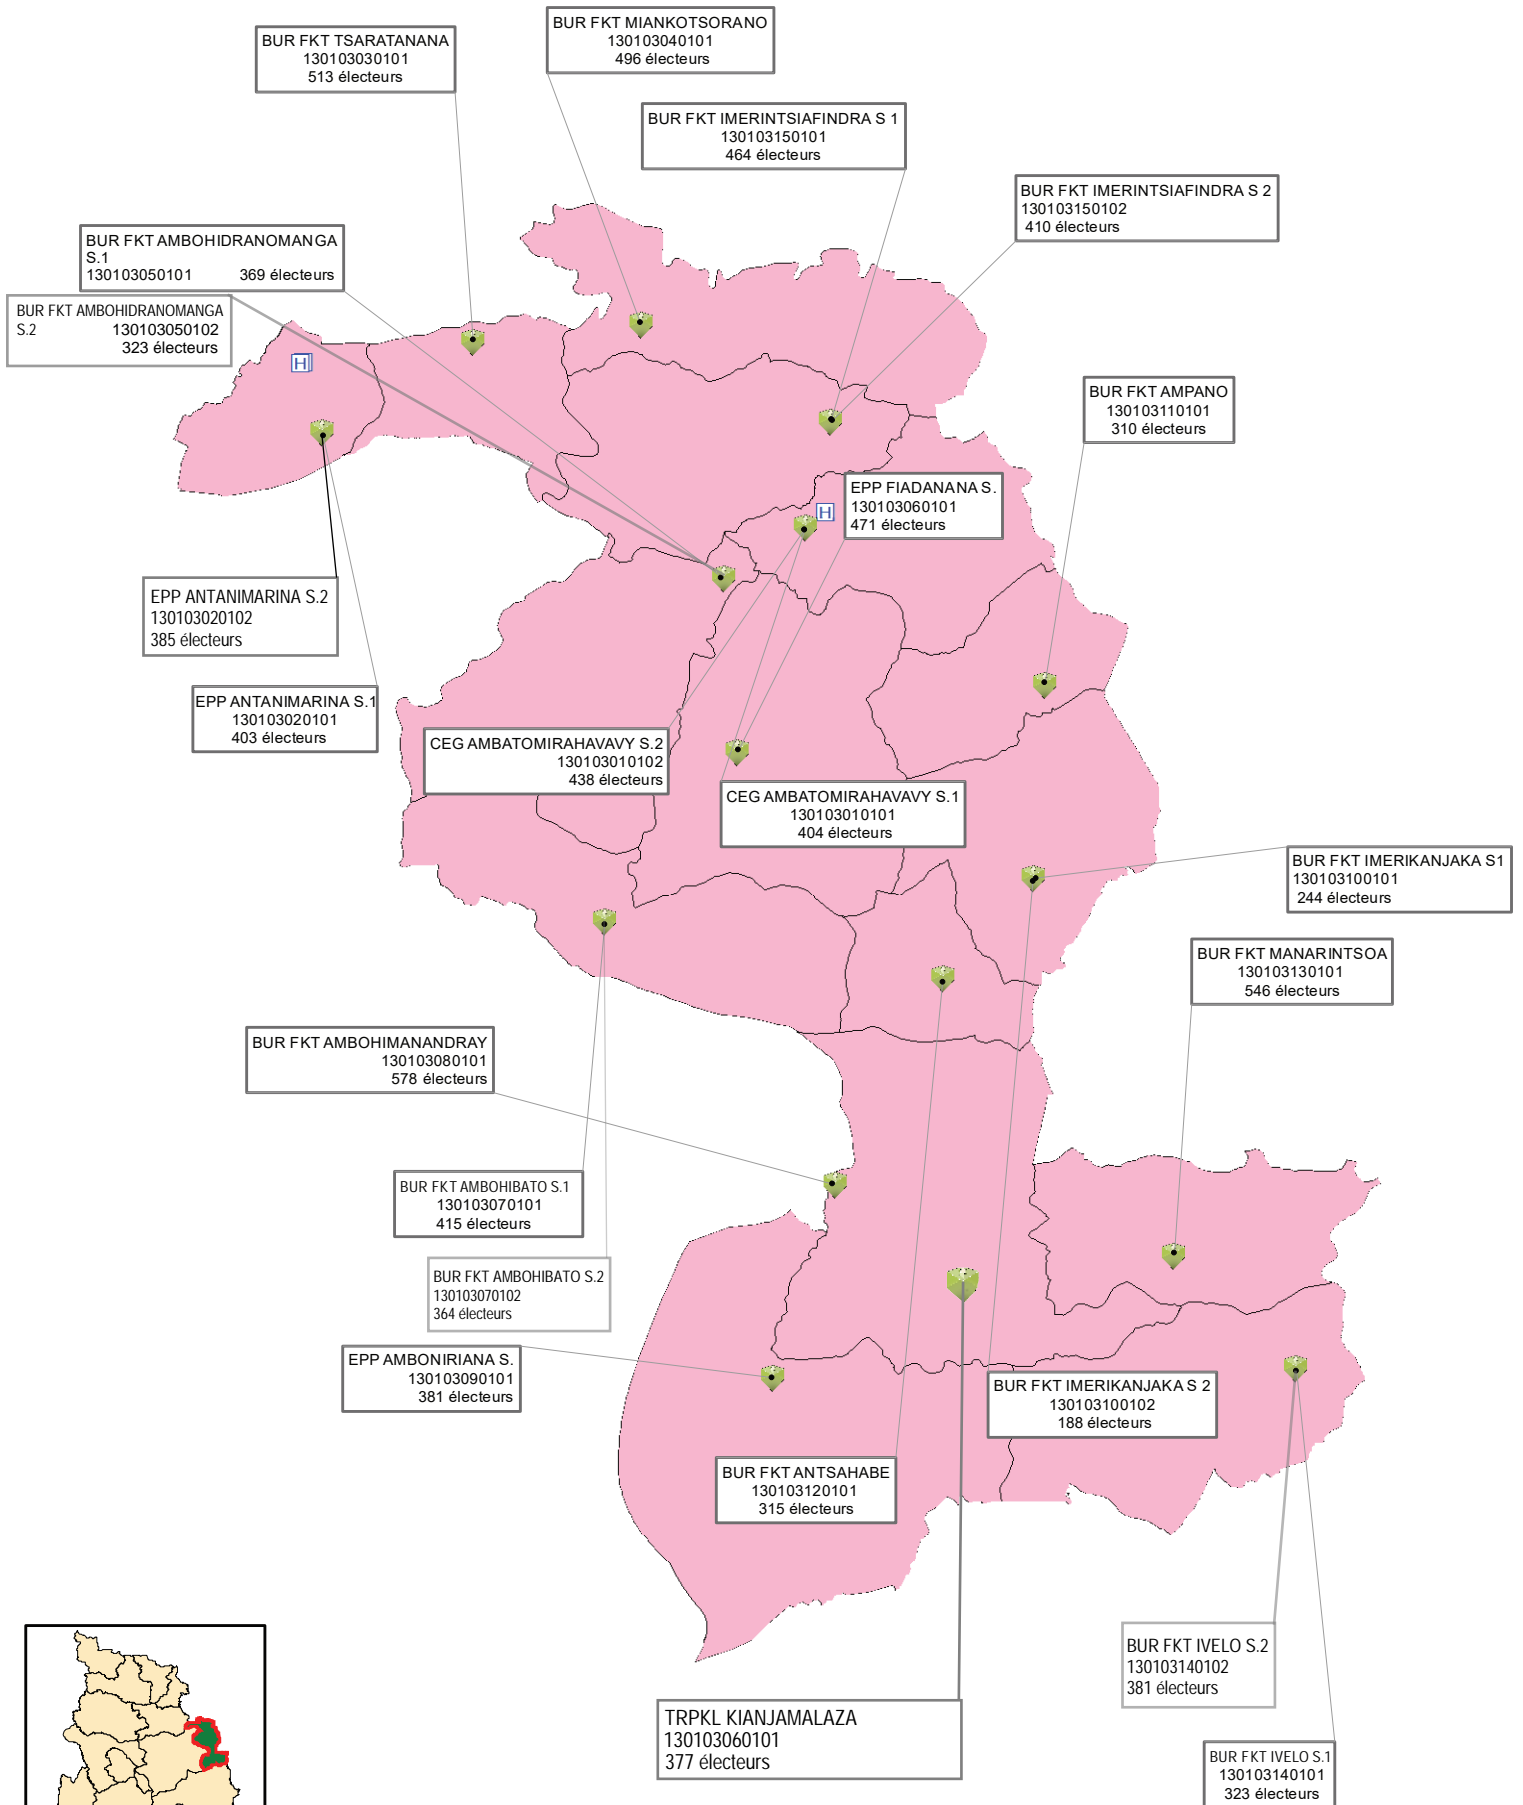 BUR FKT MIANKOTSORANO
130103040101
496 électeurs
BUR FKT TSARATANANA
130103030101
513 électeurs
BUR FKT IMERINTSIAFINDRA S 1
130103150101
464 électeurs
BUR FKT IMERINTSIAFINDRA S 2
130103150102
410 électeurs
BUR FKT AMBOHIDRANOMANGA
S.1
130103050101 369 électeurs
BUR FKT AMBOHIDRANOMANGA
S.2 130103050102
323 électeurs
H
BUR FKT AMPANO
130103110101
310 électeurs
EPP FIADANANA S.
130103060101
471 électeurs
H
EPP ANTANIMARINA S.2
130103020102
385 électeurs
EPP ANTANIMARINA S.1
130103020101
403 électeurs
CEG AMBATOMIRAHAVAVY S.2
130103010102
438 électeurs
CEG AMBATOMIRAHAVAVY S.1
130103010101
404 électeurs
BUR FKT IMERIKANJAKA S1
130103100101
244 électeurs
BUR FKT MANARINTSOA
130103130101
546 électeurs
BUR FKT AMBOHIMANANDRAY
130103080101
578 électeurs
BUR FKT AMBOHIBATO S.1
130103070101
415 électeurs
BUR FKT AMBOHIBATO S.2
130103070102
364 électeurs
EPP AMBONIRIANA S.
130103090101
381 électeurs
BUR FKT IMERIKANJAKA S 2
130103100102
188 électeurs
BUR FKT ANTSAHABE
130103120101
315 électeurs
BUR FKT IVELO S.2
130103140102
381 électeurs
TRPKL KIANJAMALAZA
130103060101
377 électeurs
BUR FKT IVELO S.1
130103140101
323 électeurs